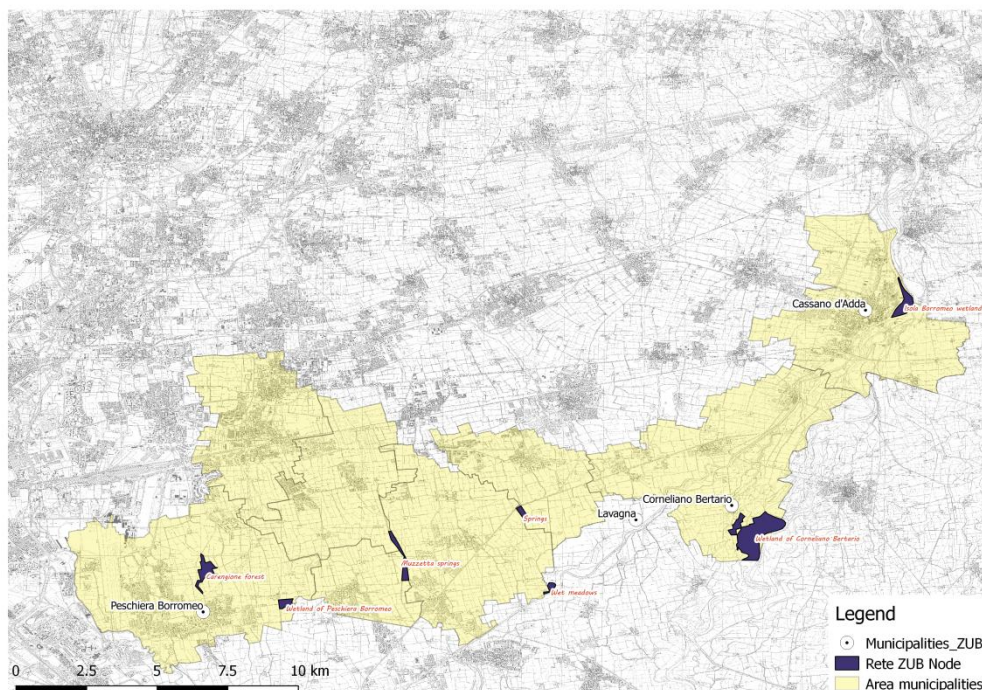 Cassano d'Adda
Isola Borromeo wetland
Corneliano Bertario
Lavagna
Springs
Wetland of Corneliano Bertario
Muzzetta springs
Carengione forest
Wet meadows
Peschiera Borromeo
Wetland of Peschiera Borromeo
Legend
Municipalities_ZUB
Rete ZUB Node
Area municipalities
0 2.5 5 7.5 10 km